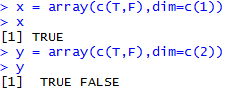 > x = array(c(T,F),dim=c(1))
> x
[1] TRUE
> y = array(c(T,F),dim=c(2))
> y
[1]  TRUE FALSE